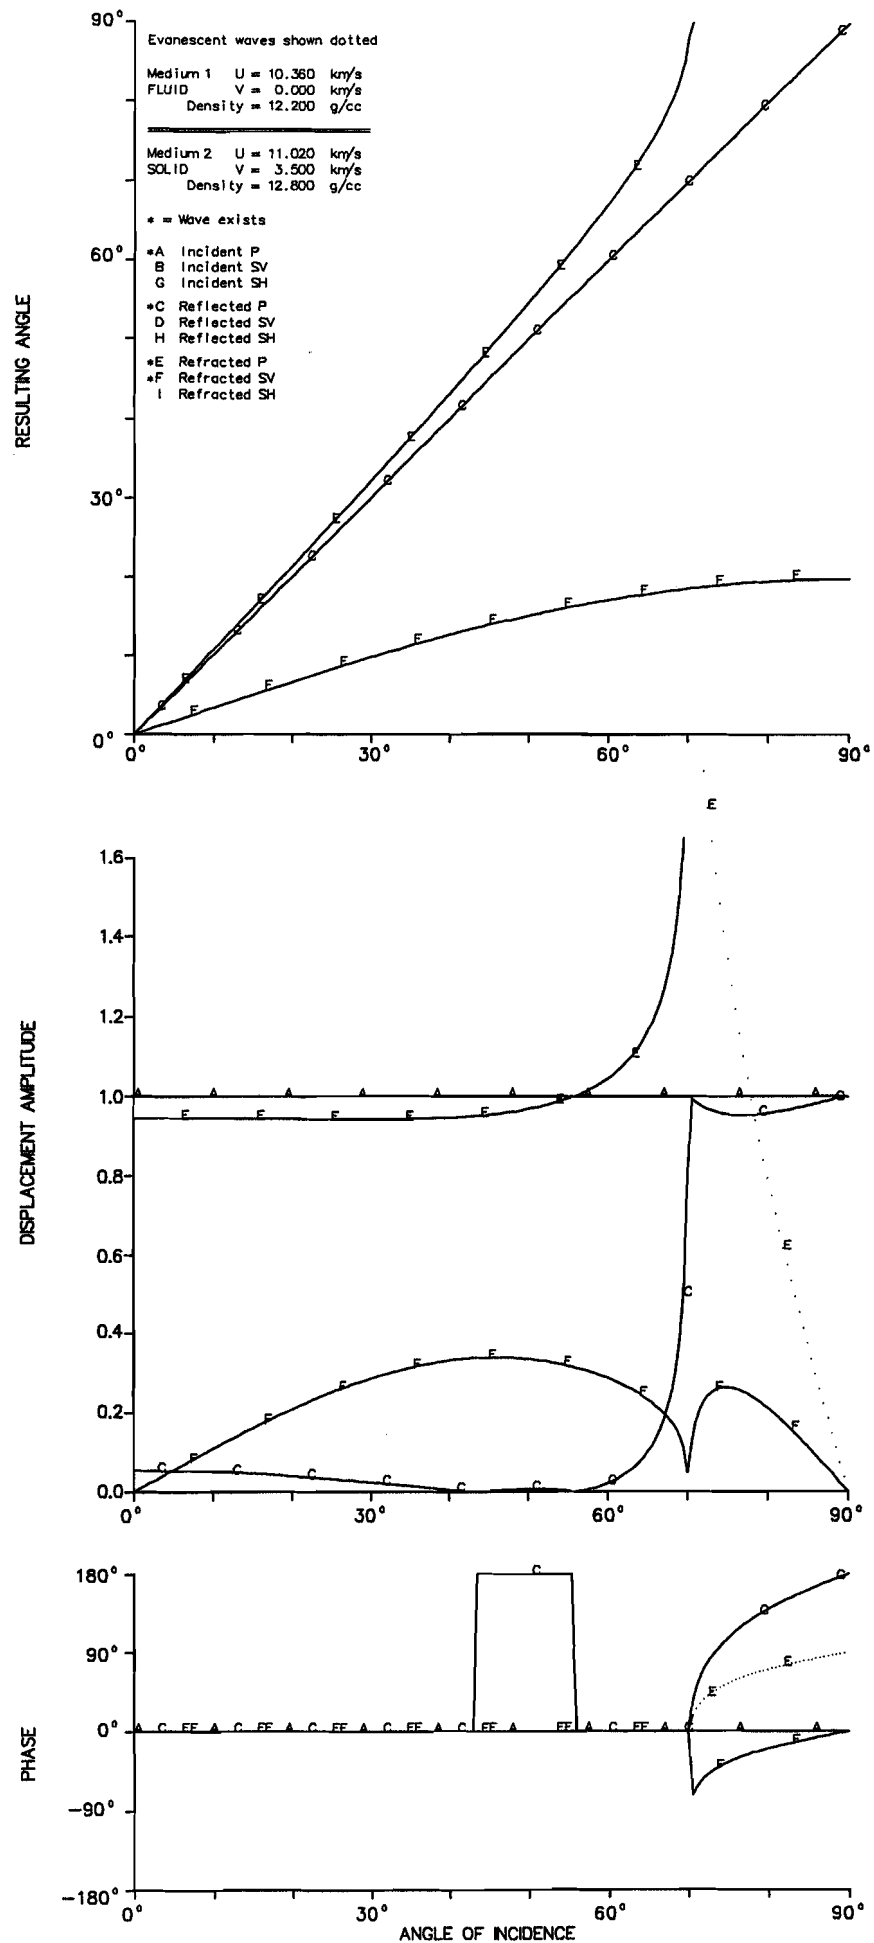 90°
Evanescent waves shown dotted
Medium 1 U = 10.360 km/s
FLUID V = 0.000 km/s
Density = 12.200 g/cc
Medium 2 U = 11.020 km/s
SOLID V = 3.500 km/s
Density = 12.800 g/cc
* = Wave exists
*A Incident P
B Incident SV
G Incident SH
*C Reflected P
D Reflected SV
H Reflected SH
*E Refracted P
*F Refracted SV
I Refracted SH
60°
30°
0°
RESULTING ANGLE
0° 30° 60° 90°
1.6
1.4
1.2
1.0
0.8
0.6
0.4
0.2
0.0
DISPLACEMENT AMPLITUDE
0° 30° 60° 90°
180°
90°
0°
-90°
-180°
PHASE
0° 30° 60° 90°
ANGLE OF INCIDENCE